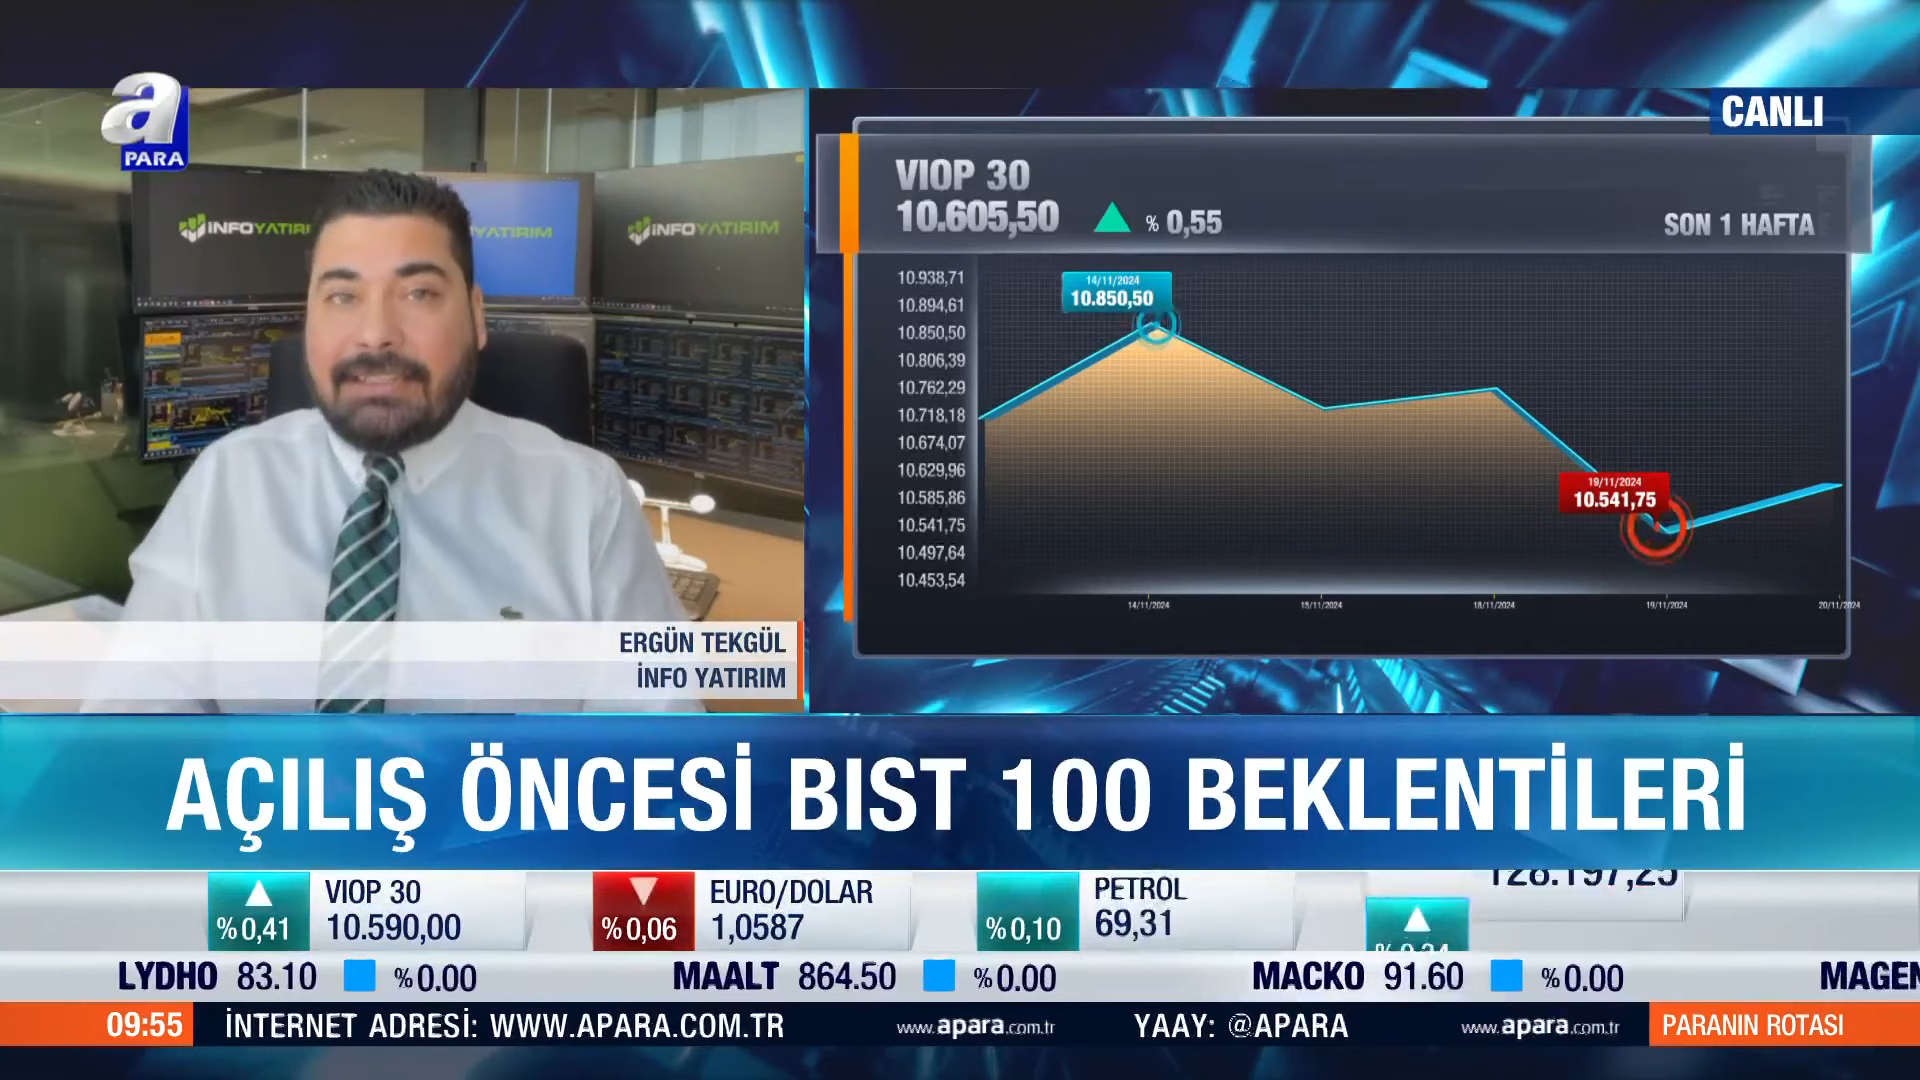 a
PARA
CANLI
INFOYATIRI
YATIRIM
INFOYATIRIM
VIOP 30
10.605,50
% 0,55
SON 1 HAFTA
10.938,71
10.894,61
10.850,50
10.806,39
10.762,29
10.718,18
10.674,07
10.629,96
10.585,86
10.541,75
10.497,64
10.453,54
14/11/2024
10.850,50
19/11/2024
10.541,75
14/11/2024
15/11/2024
18/11/2024
19/11/2024
20/11/2024
ERGÜN TEKGÜL
İNFO YATIRIM
AÇILIŞ ÖNCESİ BIST 100 BEKLENTİLERİ
%0,41 VIOP 30 10.590,00
%0,06 EURO/DOLAR 1,0587
%0,10 PETROL 69,31
128.197,25
LYDHO 83.10 %0.00 MAALT 864.50 %0.00 MACKO 91.60 %0.00 MAGEN
09:55 İNTERNET ADRESİ: WWW.APARA.COM.TR www.apara.com.tr YAAY: @APARA www.apara.com.tr PARANIN ROTASI